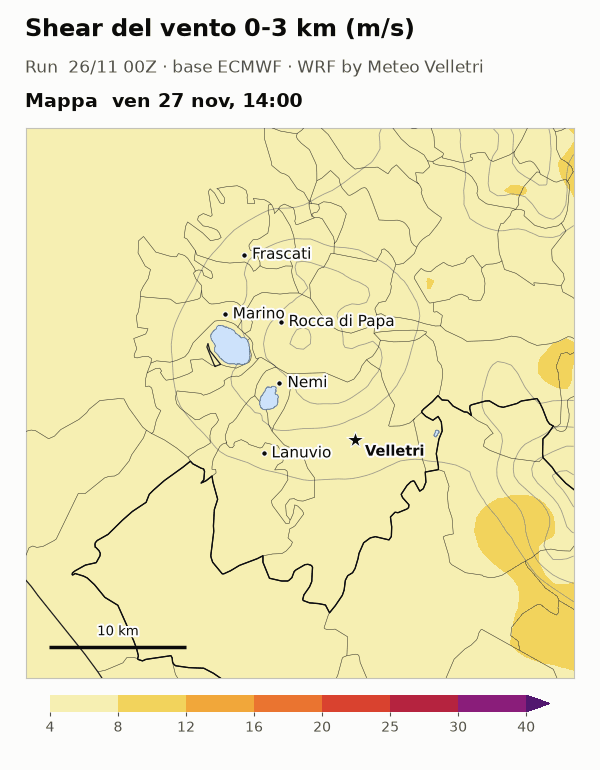 Shear del vento 0-3 km (m/s)
Run 26/11 00Z · base ECMWF · WRF by Meteo Velletri
Mappa ven 27 nov, 14:00
Frascati
Marino
Rocca di Papa
Nemi
Velletri
Lanuvio
10 km
4 8 12 16 20 25 30 40